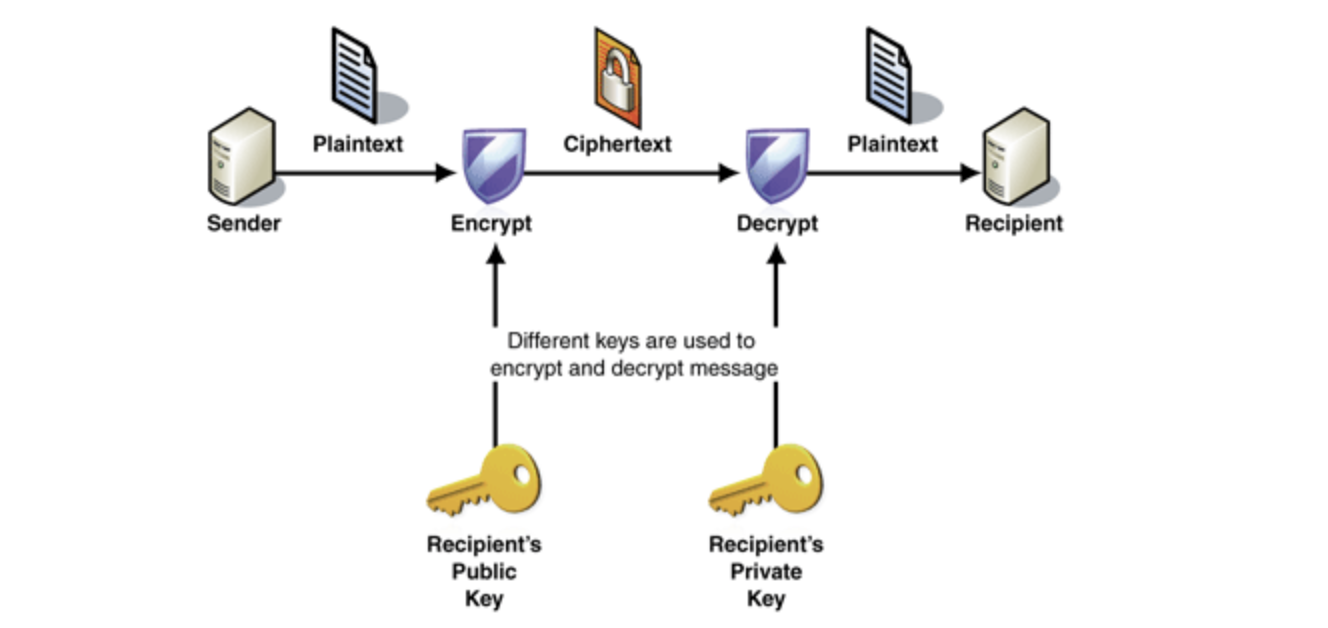 Plaintext
Ciphertext
Plaintext
Sender
Encrypt
Decrypt
Recipient
Different keys are used to
encrypt and decrypt message
Recipient’s
Public
Key
Recipient’s
Private
Key